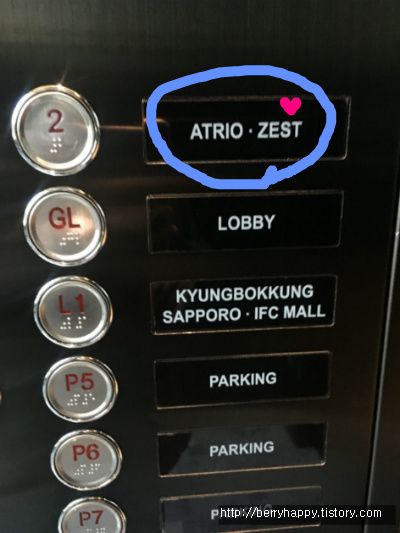 2
ATRIO · ZEST
GL
LOBBY
L1
KYUNGBOKKUNG
SAPPORO · IFC MALL
P5
PARKING
P6
PARKING
P7
http://berryhappy.tistory.com